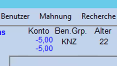 Benutzer Mahnung Recherche
Konto Ben.Grp. Alter
-5,00 KNZ 22
-5,00